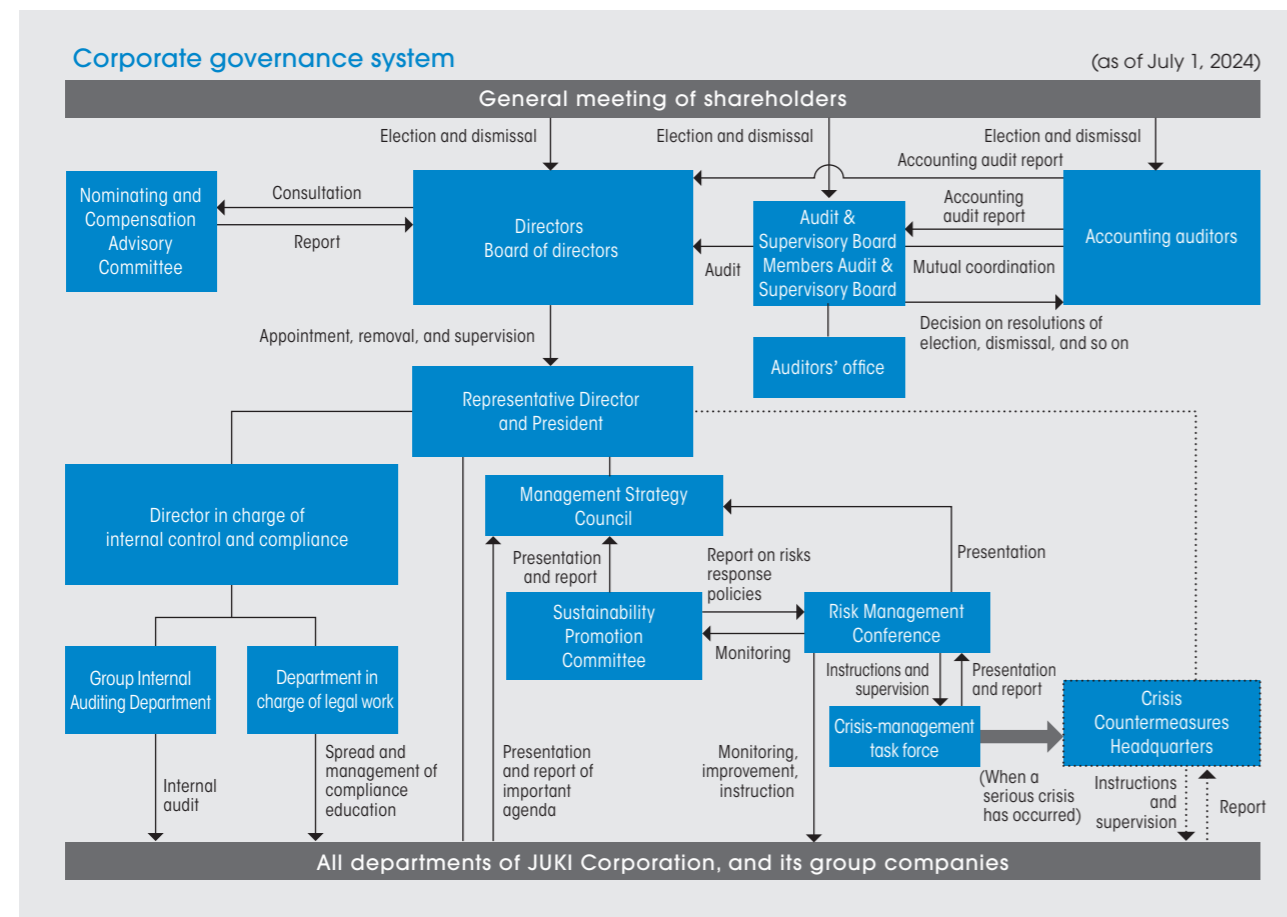 Corporate governance system
(as of July 1, 2024)
General meeting of shareholders
Election and dismissal
Election and dismissal
Election and dismissal
Accounting audit report
Nominating and
Compensation
Advisory
Committee
Consultation
Report
Directors
Board of directors
Audit
Audit &
Supervisory Board
Members Audit &
Supervisory Board
Accounting
audit report
Mutual coordination
Accounting auditors
Decision on resolutions of
election, dismissal, and so on
Auditors’ office
Appointment, removal, and supervision
Representative Director
and President
Director in charge of
internal control and compliance
Management Strategy
Council
Presentation
and report
Report on risks
response
policies
Presentation
Sustainability
Promotion
Committee
Monitoring
Risk Management
Conference
Group Internal
Auditing Department
Department in
charge of legal work
Instructions and
supervision
Presentation
and report
Crisis-management
task force
Crisis
Countermeasures
Headquarters
Internal
audit
Spread and
management of
compliance
education
Presentation
and report of
important
agenda
Monitoring,
improvement,
instruction
(When a
serious crisis
has occurred)
Instructions
and
supervision
Report
All departments of JUKI Corporation, and its group companies